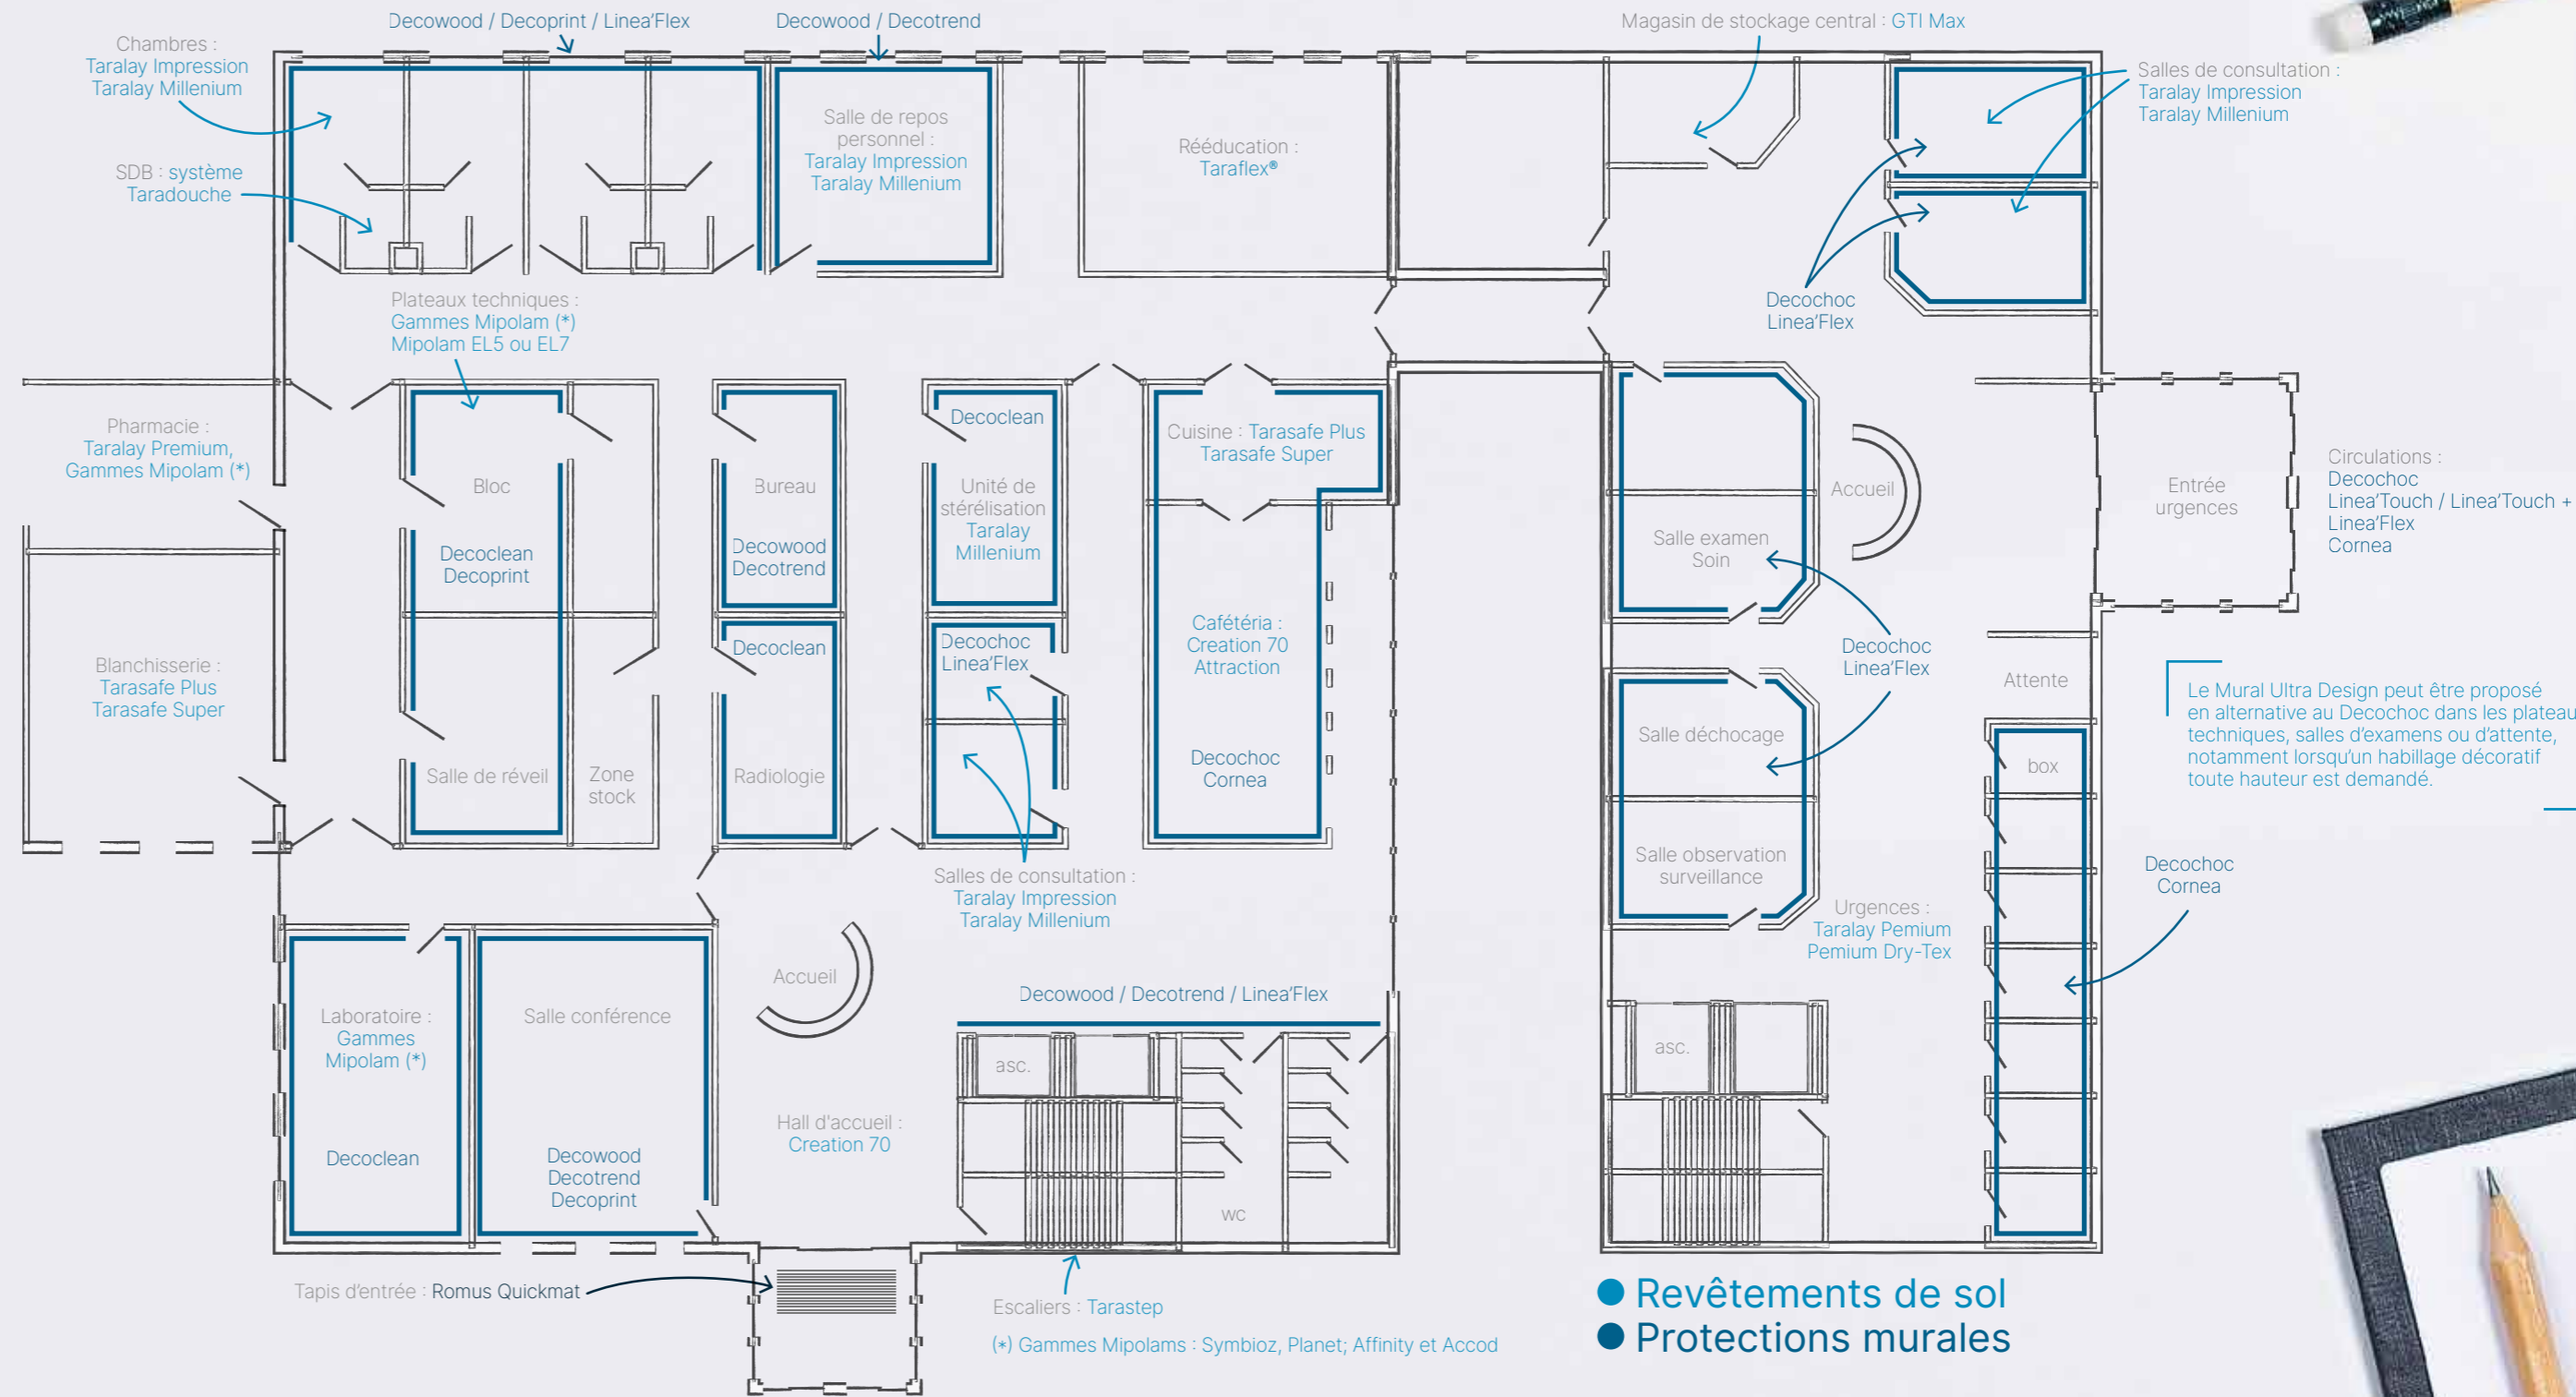 Decowood / Decoprint / Linea'Flex
Decowood / Decotrend
Magasin de stockage central : GTI Max
Chambres :
Taralay Impression
Taralay Millenium
SDB : système
Taradouche
Salle de repos
personnel :
Taralay Impression
Taralay Millenium
Rééducation :
Taraflex®
Salles de consultation :
Taralay Impression
Taralay Millenium
Decochoc
Linea'Flex
Plateaux techniques :
Gammes Mipolam (*)
Mipolam EL5 ou EL7
Pharmacie :
Taralay Premium,
Gammes Mipolam (*)
Bloc
Decoclean
Decoprint
Bureau
Decowood
Decotrend
Decoclean
Unité de
stérélisation
Taralay
Millenium
Cuisine : Tarasafe Plus
Tarasafe Super
Salle examen
Soin
Accueil
Entrée
urgences
Circulations :
Decochoc
Linea'Touch / Linea'Touch +
Linea'Flex
Cornea
Blanchisserie :
Tarasafe Plus
Tarasafe Super
Salle de réveil
Zone
stock
Decoclean
Radiologie
Decochoc
Linea'Flex
Cafétéria :
Creation 70
Attraction
Decochoc
Cornea
Decochoc
Linea'Flex
Salle déchocage
Salle observation
surveillance
Attente
box
Le Mural Ultra Design peut être proposé
en alternative au Decochoc dans les plateau
techniques, salles d'examens ou d'attente,
notamment lorsqu'un habillage décoratif
toute hauteur est demandé.
Decochoc
Cornea
Salles de consultation :
Taralay Impression
Taralay Millenium
Urgences :
Taralay Pemium
Pemium Dry-Tex
Laboratoire :
Gammes
Mipolam (*)
Decoclean
Salle conférence
Decowood
Decotrend
Decoprint
Accueil
Hall d'accueil :
Creation 70
Decowood / Decotrend / Linea'Flex
asc.
wc
asc.
Tapis d'entrée : Romus Quickmat
Escaliers : Tarastep
(*) Gammes Mipolams : Symbioz, Planet; Affinity et Accod
Revêtements de sol
Protections murales